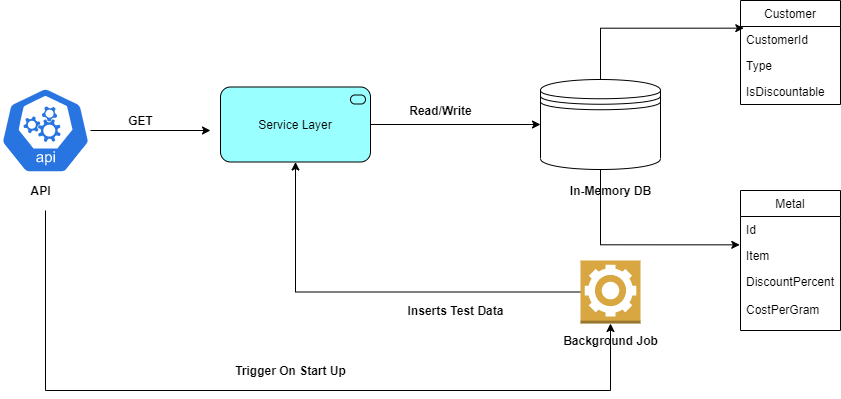 Customer
CustomerId
Type
IsDiscountable
GET
Service Layer
Read/Write
api
API
In-Memory DB
Metal
Id
Item
DiscountPercent
CostPerGram
Inserts Test Data
Background Job
Trigger On Start Up